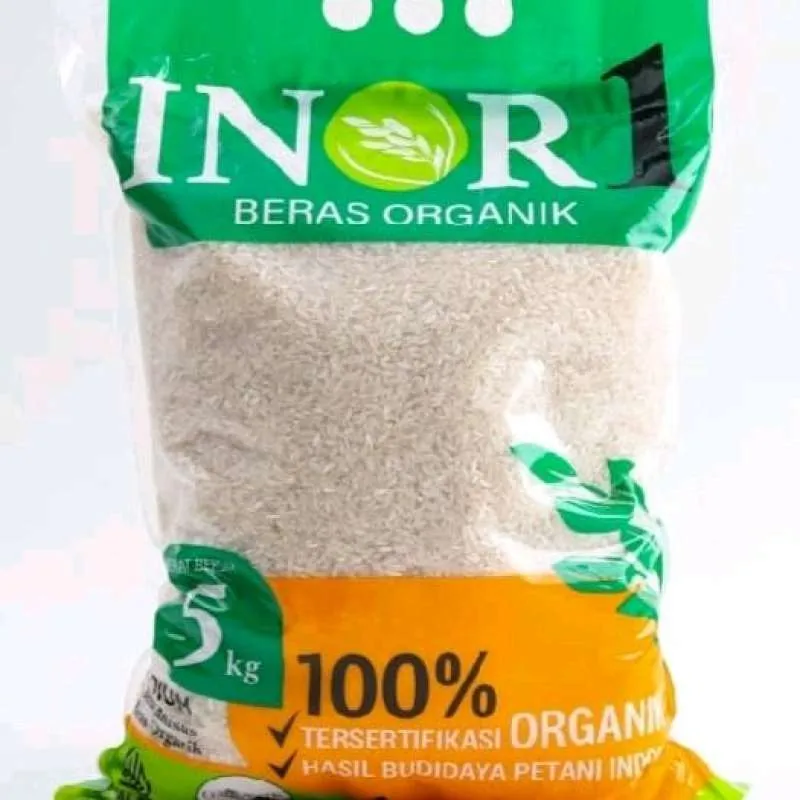 INOR1
BERAS ORGANIK
5
kg
100%
TERSERTIFIKASI ORGANIK
HASIL BUDIDAYA PETANI